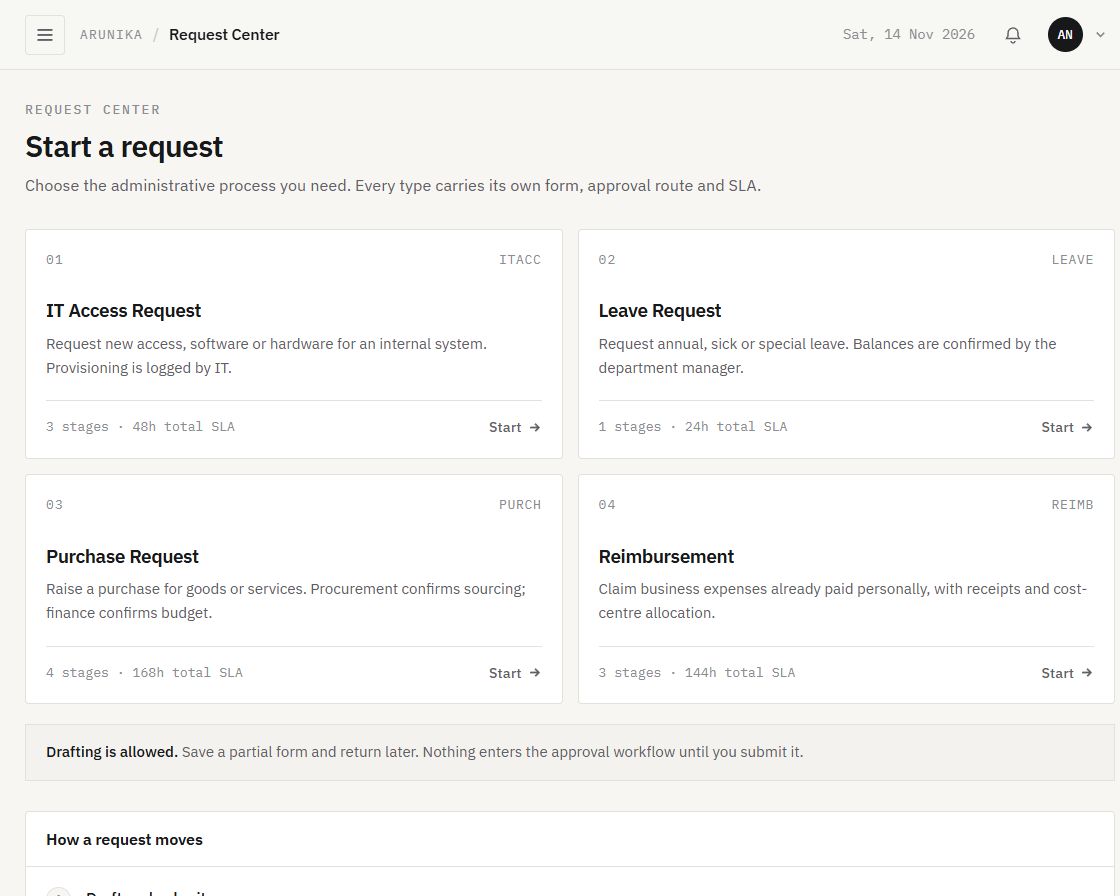 ARUNIKA / Request Center
Sat, 14 Nov 2026
AN
REQUEST CENTER
Start a request
Choose the administrative process you need. Every type carries its own form, approval route and SLA.
01
ITACC
IT Access Request
Request new access, software or hardware for an internal system.
Provisioning is logged by IT.
3 stages · 48h total SLA
Start →
02
LEAVE
Leave Request
Request annual, sick or special leave. Balances are confirmed by the
department manager.
1 stages · 24h total SLA
Start →
03
PURCH
Purchase Request
Raise a purchase for goods or services. Procurement confirms sourcing;
finance confirms budget.
4 stages · 168h total SLA
Start →
04
REIMB
Reimbursement
Claim business expenses already paid personally, with receipts and cost-
centre allocation.
3 stages · 144h total SLA
Start →
Drafting is allowed. Save a partial form and return later. Nothing enters the approval workflow until you submit it.
How a request moves